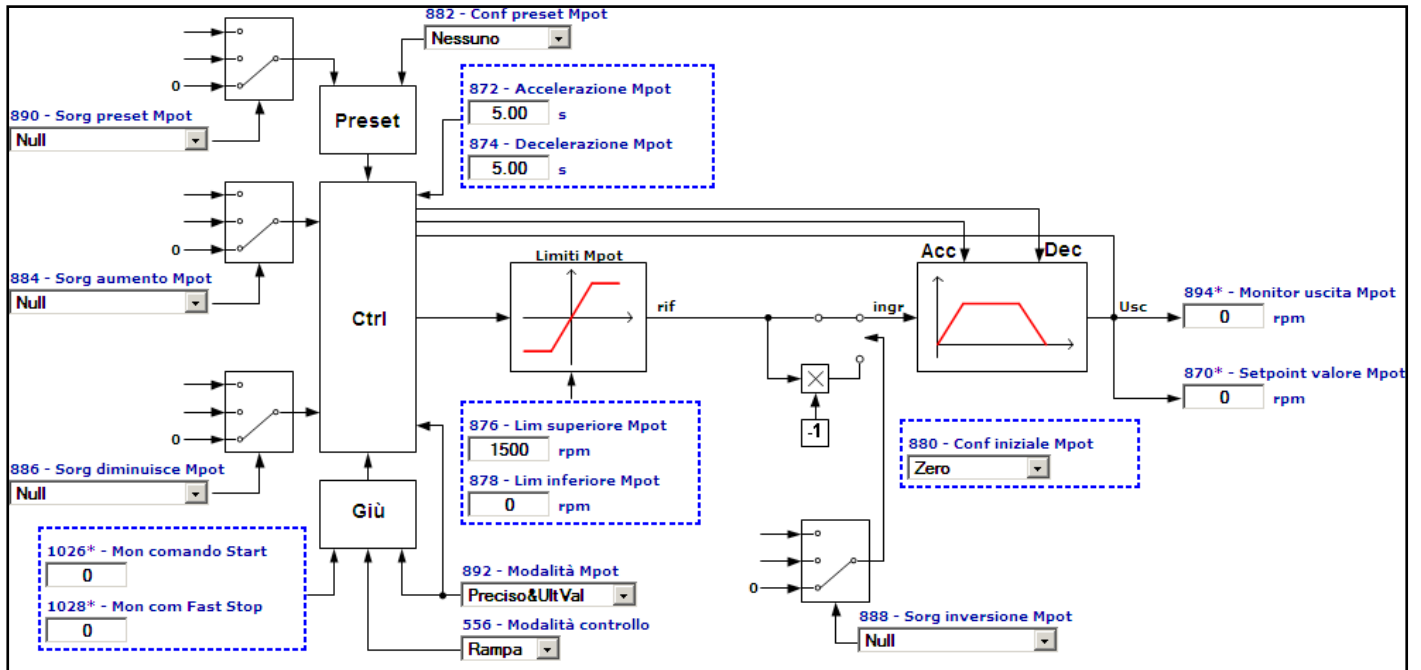 882 - Conf preset Mpot
Nessuno
0
890 - Sorg preset Mpot
Null
Preset
872 - Accelerazione Mpot
5.00 s
874 - Decelerazione Mpot
5.00 s
0
884 - Sorg aumento Mpot
Null
Ctrl
Limiti Mpot
rif
ingr
Acc
Dec
Usc
894* - Monitor uscita Mpot
0 rpm
870* - Setpoint valore Mpot
0 rpm
-1
876 - Lim superiore Mpot
1500 rpm
878 - Lim inferiore Mpot
0 rpm
880 - Conf iniziale Mpot
Zero
0
886 - Sorg diminuisce Mpot
Null
Giù
1026* - Mon comando Start
0
1028* - Mon com Fast Stop
0
892 - Modalità Mpot
Preciso&UltVal
556 - Modalità controllo
Rampa
0
888 - Sorg inversione Mpot
Null